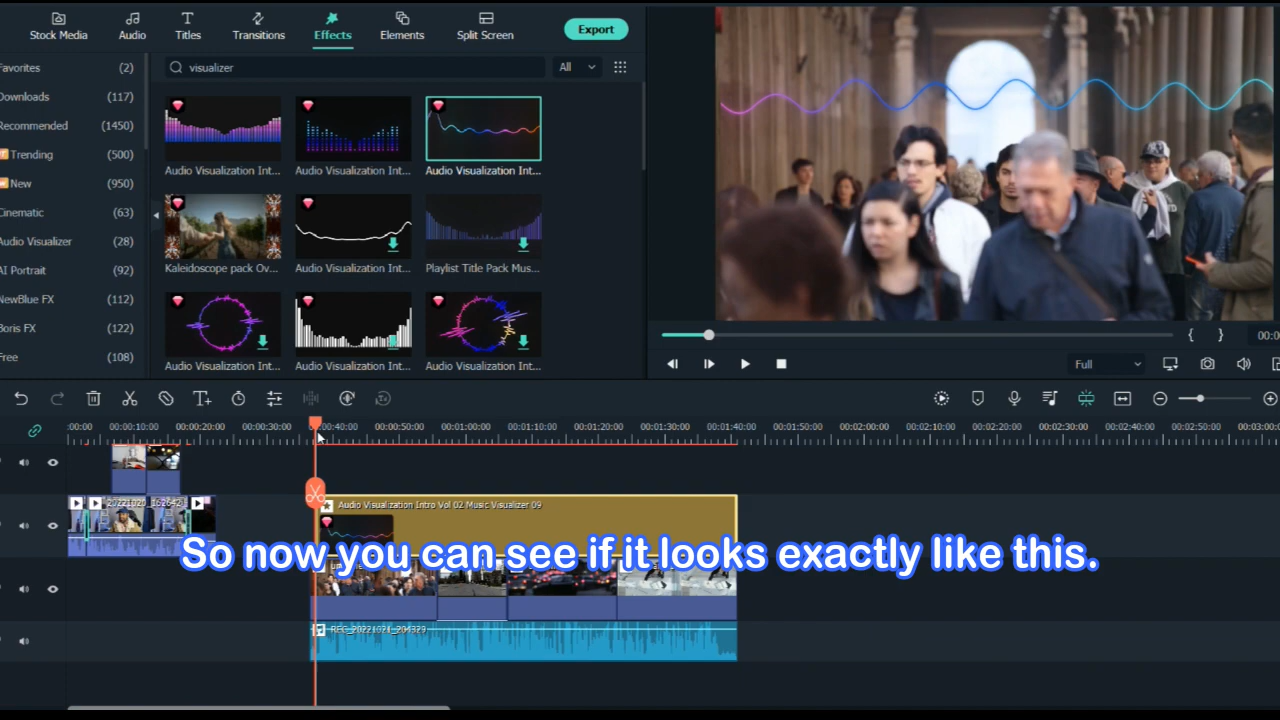 Stock Media
Audio
Titles
Transitions
Effects
Elements
Split Screen
Export
Favorites (2)
Downloads (117)
Recommended (1450)
Trending (500)
New (950)
Cinematic (63)
Audio Visualizer (28)
AI Portrait (92)
NewBlue FX (112)
Boris FX (122)
Free (108)
visualizer
All
Audio Visualization Int...
Audio Visualization Int...
Audio Visualization Int...
Kaleidoscope pack Ov...
Audio Visualization Int...
Playlist Title Pack Mus...
Audio Visualization Int...
Audio Visualization Int...
Audio Visualization Int...
{ }
00:0
Full
:00:00 00:00:10:00 00:00:20:00 00:00:30:00 00:40:00 00:00:50:00 00:01:00:00 00:01:10:00 00:01:20:00 00:01:30:00 00:01:40:00 00:01:50:00 00:02:00:00 00:02:10:00 00:02:20:00 00:02:30:00 00:02:40:00 00:02:50:00 00:03:00:00
Audio Visualization Intro Vol 02 Music Visualizer 09
So now you can see if it looks exactly like this.
REC_20221021_204329